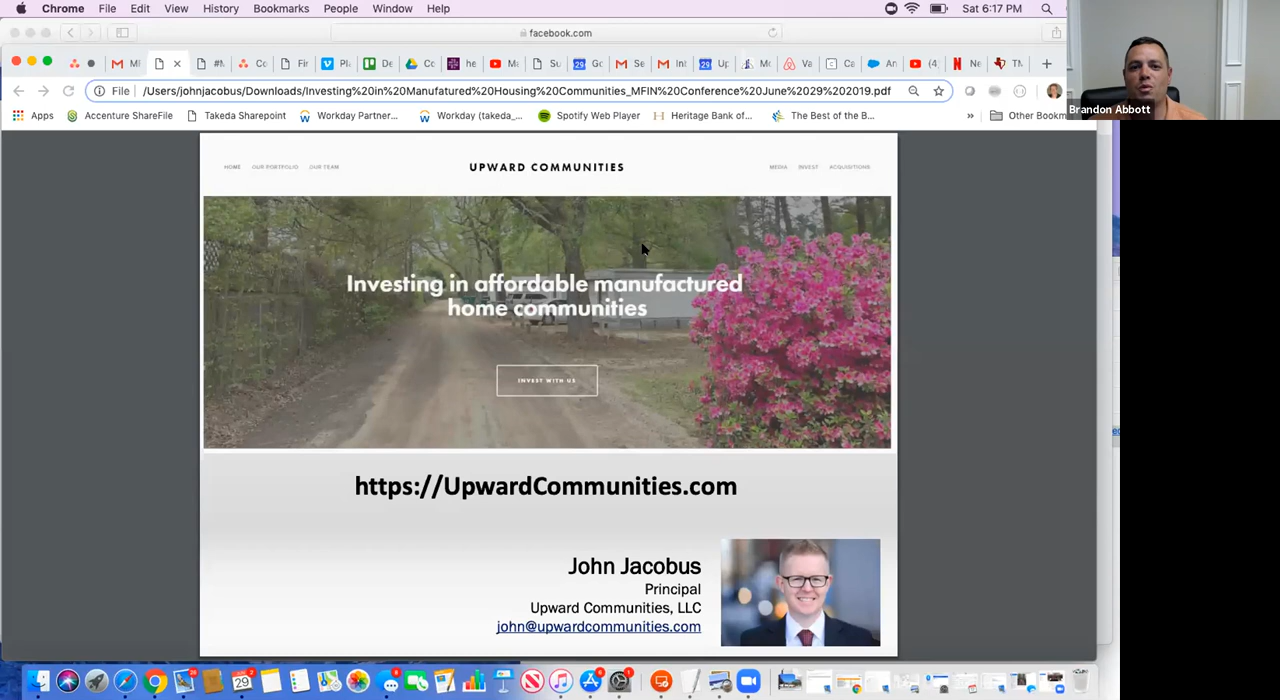 Chrome File Edit View History Bookmarks People Window Help Sat 6:17 PM
facebook.com
File /Users/johnjacobus/Downloads/Investing%20in%20Manufactured%20Housing%20Communities_MFIN%20Conference%20June%2029%202019.pdf
Brandon Abbott
Apps Accenture ShareFile Takeda Sharepoint Workday Partner... Workday (takeda_... Spotify Web Player Heritage Bank of... The Best of the B... » Other Bookm
HOME OUR PORTFOLIO OUR TEAM UPWARD COMMUNITIES MEDIA INVEST ACQUISITIONS
Investing in affordable manufactured
home communities
INVEST WITH US
https://UpwardCommunities.com
John Jacobus
Principal
Upward Communities, LLC
john@upwardcommunities.com